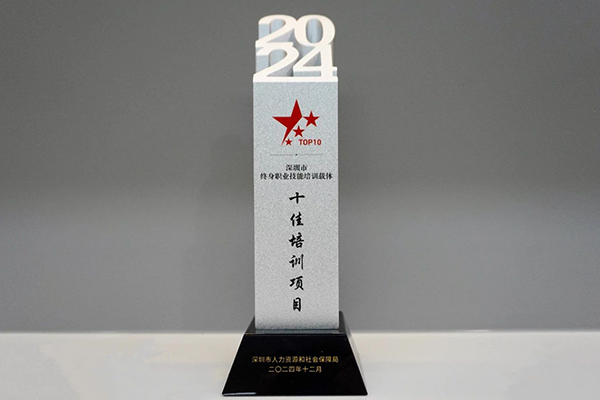 20
24
TOP10
深圳市
终身职业技能培训载体
十佳培训项目
深圳市人力资源和社会保障局
二〇二四年十二月